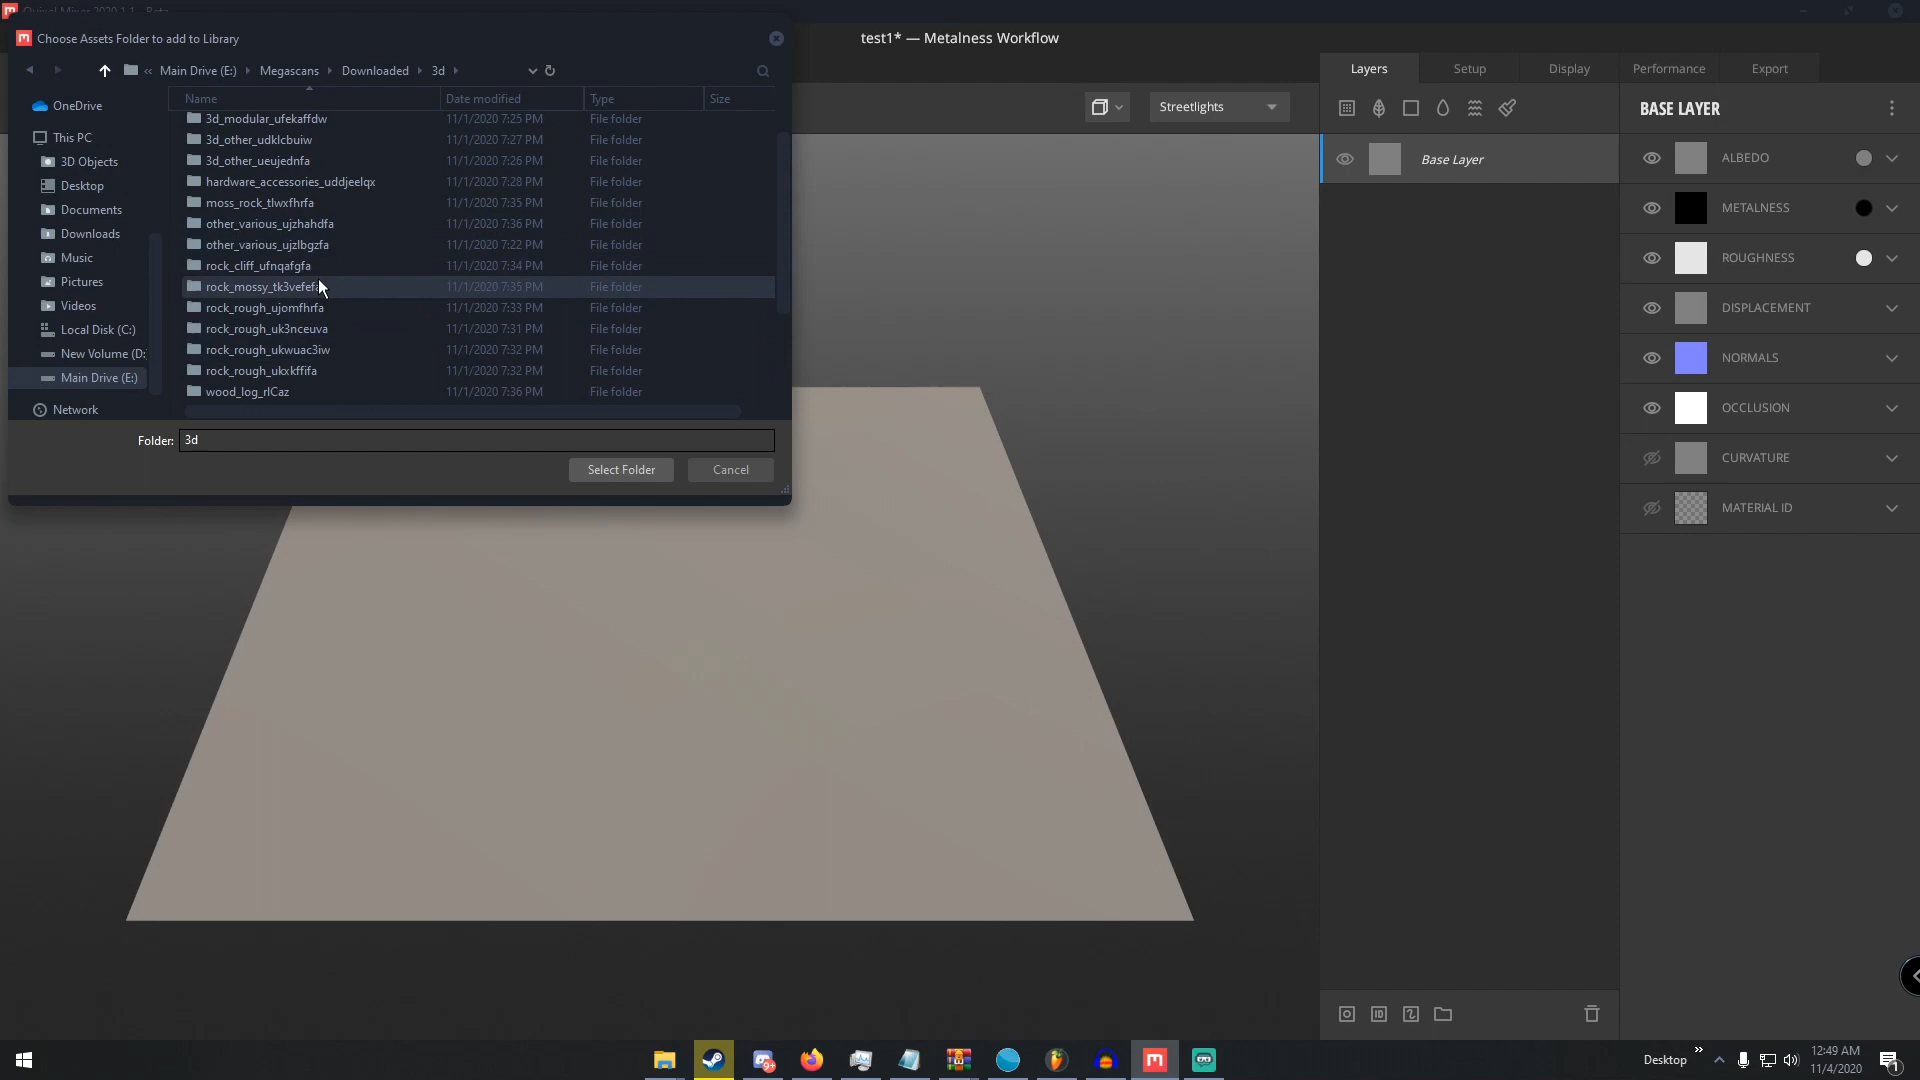 Quixel Mixer 2020.1.1 - Beta
Choose Assets Folder to add to Library
test1* — Metalness Workflow
« Main Drive (E:) › Megascans › Downloaded › 3d ›
Layers Setup Display Performance Export
OneDrive
This PC
3D Objects
Desktop
Documents
Downloads
Music
Pictures
Videos
Local Disk (C:)
New Volume (D:
Main Drive (E:)
Network
Name Date modified Type Size
3d_modular_ufekaffdw 11/1/2020 7:25 PM File folder
3d_other_udklcbuiw 11/1/2020 7:27 PM File folder
3d_other_ueujednfa 11/1/2020 7:26 PM File folder
hardware_accessories_uddjeelqx 11/1/2020 7:28 PM File folder
moss_rock_tlwxfhrfa 11/1/2020 7:35 PM File folder
other_various_ujzhahdfa 11/1/2020 7:36 PM File folder
other_various_ujzlbgzfa 11/1/2020 7:22 PM File folder
rock_cliff_ufnqafgfa 11/1/2020 7:34 PM File folder
rock_mossy_tk3vefefa 11/1/2020 7:35 PM File folder
rock_rough_ujomfhrfa 11/1/2020 7:33 PM File folder
rock_rough_uk3nceuva 11/1/2020 7:31 PM File folder
rock_rough_ukwuac3iw 11/1/2020 7:32 PM File folder
rock_rough_ukxkffifa 11/1/2020 7:32 PM File folder
wood_log_rlCaz 11/1/2020 7:36 PM File folder
Folder: 3d
Select Folder Cancel
Streetlights
Base Layer
BASE LAYER
ALBEDO
METALNESS
ROUGHNESS
DISPLACEMENT
NORMALS
OCCLUSION
CURVATURE
MATERIAL ID
ID
9+
Desktop »
12:49 AM
11/4/2020
1